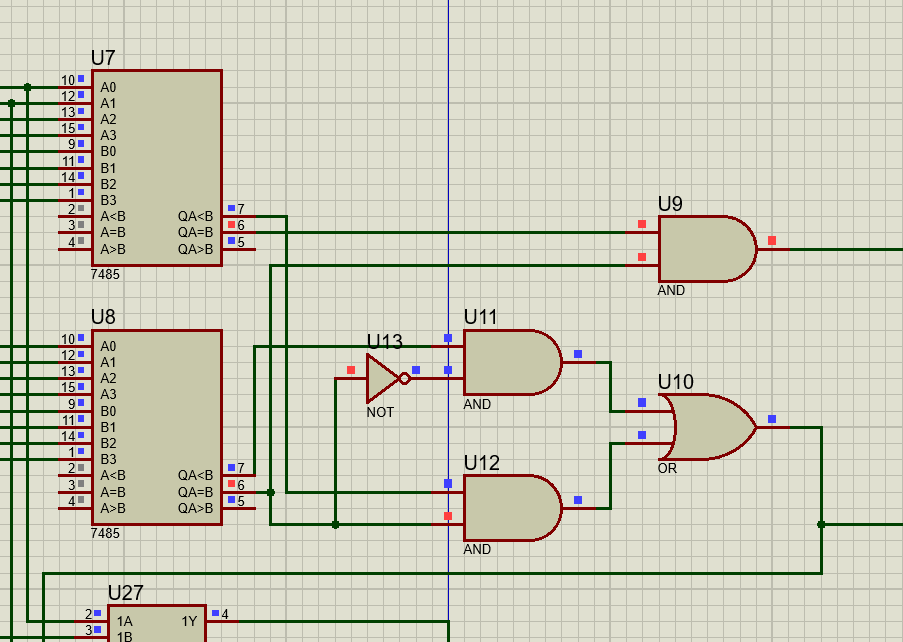 U7
10 A0
12 A1
13 A2
15 A3
9 B0
11 B1
14 B2
1 B3
2 A<B QA<B 7
3 A=B QA=B 6
4 A>B QA>B 5
7485
U9
AND
U8
10 A0
12 A1
13 A2
15 A3
9 B0
11 B1
14 B2
1 B3
2 A<B QA<B 7
3 A=B QA=B 6
4 A>B QA>B 5
7485
U13
NOT
U11
AND
U10
OR
U12
AND
U27
2 1A 1Y 4
3 1B